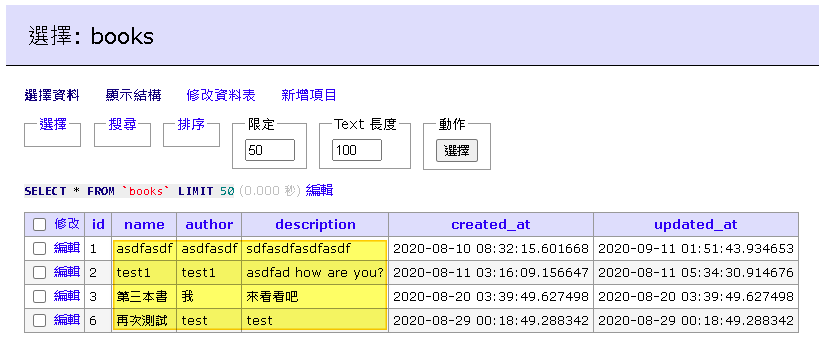 選擇: books
選擇資料 顯示結構 修改資料表 新增項目
選擇 搜尋 排序 限定 Text 長度 動作
50 100 選擇
SELECT * FROM `books` LIMIT 50 (0.000 秒) 編輯
修改 id name author description created_at updated_at
編輯 1 asdfasdf asdfasdf sdfasdfasdfasdf 2020-08-10 08:32:15.601668 2020-09-11 01:51:43.934653
編輯 2 test1 test1 asdfad how are you? 2020-08-11 03:16:09.156647 2020-08-11 05:34:30.914676
編輯 3 第三本書 我 來看看吧 2020-08-20 03:39:49.627498 2020-08-20 03:39:49.627498
編輯 6 再次測試 test test 2020-08-29 00:18:49.288342 2020-08-29 00:18:49.288342